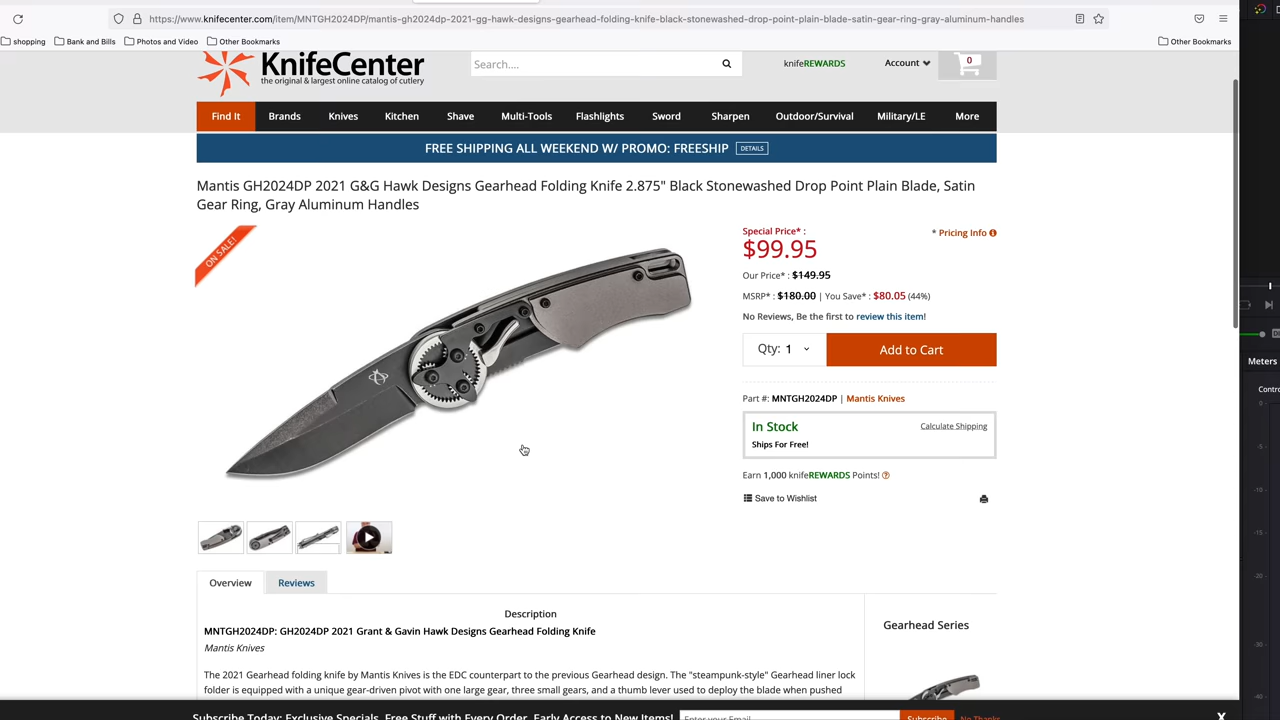 https://www.knifecenter.com/item/MNTGH2024DP/mantis-gh2024dp-2021-gg-hawk-designs-gearhead-folding-knife-black-stonewashed-drop-point-plain-blade-satin-gear-ring-gray-aluminum-handles
shopping Bank and Bills Photos and Video Other Bookmarks Other Bookmarks
KnifeCenter
the original & largest online catalog of cutlery
Search....
knifeREWARDS
Account
0
Find It Brands Knives Kitchen Shave Multi-Tools Flashlights Sword Sharpen Outdoor/Survival Military/LE More
FREE SHIPPING ALL WEEKEND W/ PROMO: FREESHIP DETAILS
Mantis GH2024DP 2021 G&G Hawk Designs Gearhead Folding Knife 2.875" Black Stonewashed Drop Point Plain Blade, Satin
Gear Ring, Gray Aluminum Handles
ON SALE!
Special Price* :
* Pricing Info
$99.95
Our Price* : $149.95
MSRP* : $180.00 | You Save* : $80.05 (44%)
No Reviews, Be the first to review this item!
Qty: 1
Add to Cart
Part #: MNTGH2024DP | Mantis Knives
In Stock
Calculate Shipping
Ships For Free!
Earn 1,000 knifeREWARDS Points!
Save to Wishlist
Overview Reviews
Description
MNTGH2024DP: GH2024DP 2021 Grant & Gavin Hawk Designs Gearhead Folding Knife
Mantis Knives
The 2021 Gearhead folding knife by Mantis Knives is the EDC counterpart to the previous Gearhead design. The "steampunk-style" Gearhead liner lock
folder is equipped with a unique gear-driven pivot with one large gear, three small gears, and a thumb lever used to deploy the blade when pushed
Gearhead Series
Subscribe Today: Exclusive Specials, Free Stuff with Every Order, Early Access to New Items!
Enter your Email
Subscribe
No Thanks
X
Meters